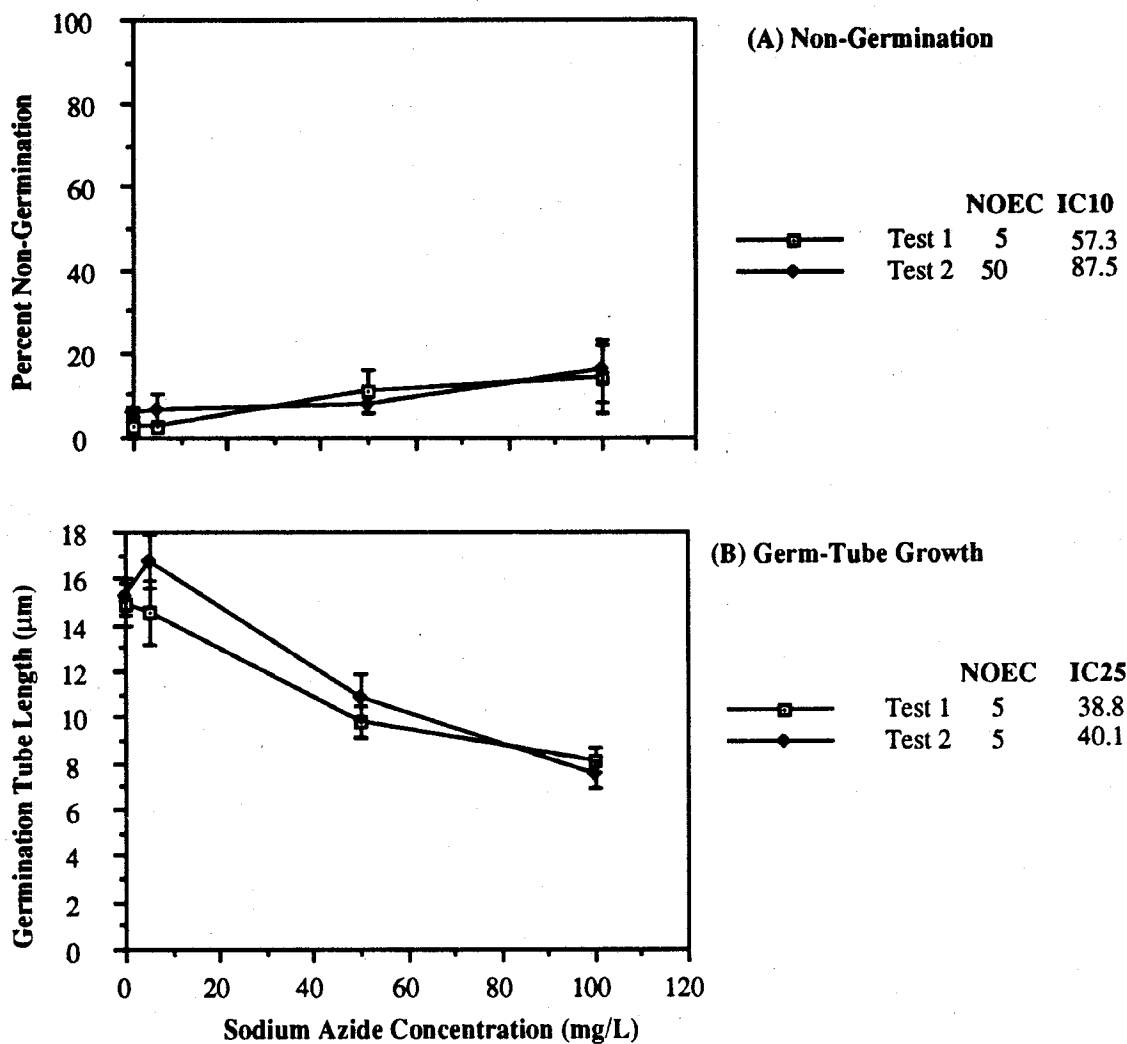 (A) Non-Germination
Percent Non-Germination
100
80
60
40
20
0
NOEC IC10
Test 1 5 57.3
Test 2 50 87.5
(B) Germ-Tube Growth
Germination Tube Length (µm)
18
16
14
12
10
8
6
4
2
0
NOEC IC25
Test 1 5 38.8
Test 2 5 40.1
0 20 40 60 80 100 120
Sodium Azide Concentration (mg/L)